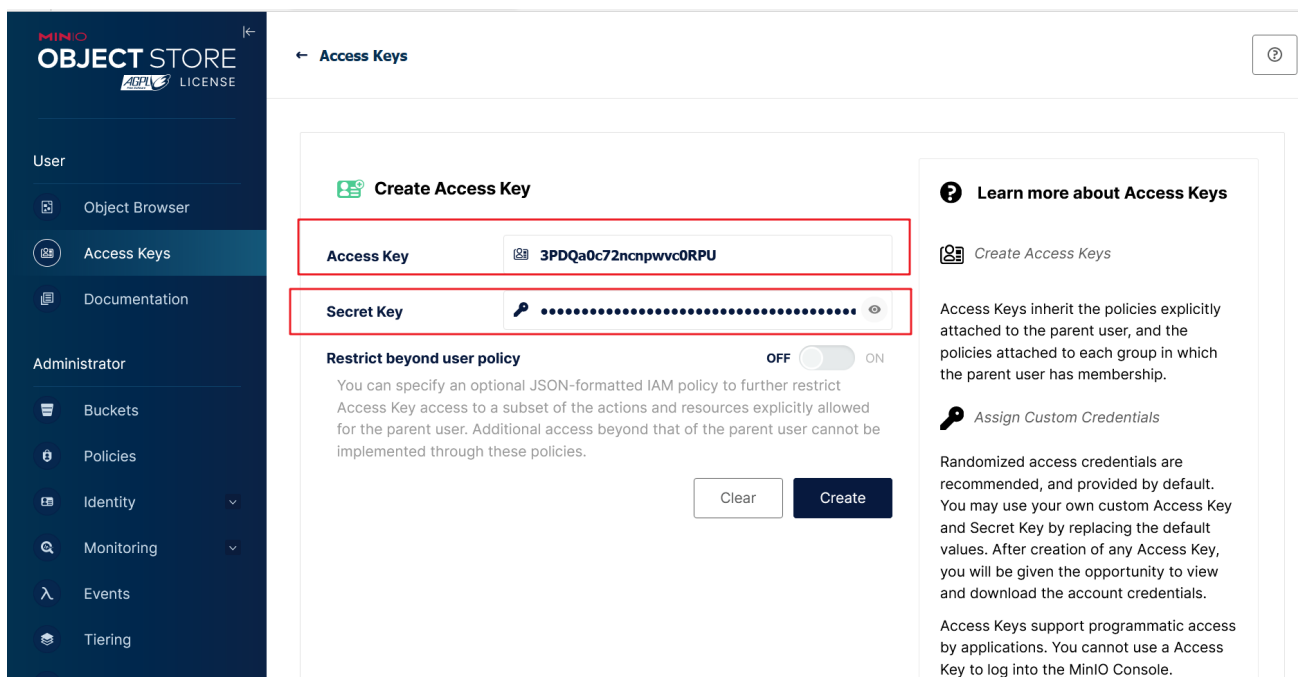 MINIO
OBJECT STORE
AGPLv3 LICENSE
User
Object Browser
Access Keys
Documentation
Administrator
Buckets
Policies
Identity
Monitoring
Events
Tiering
← Access Keys
Create Access Key
Access Key
3PDQa0c72ncnpwvc0RPU
Secret Key
••••••••••••••••••••••••••••••••••••••••
Restrict beyond user policy
OFF ON
You can specify an optional JSON-formatted IAM policy to further restrict
Access Key access to a subset of the actions and resources explicitly allowed
for the parent user. Additional access beyond that of the parent user cannot be
implemented through these policies.
Clear
Create
Learn more about Access Keys
Create Access Keys
Access Keys inherit the policies explicitly
attached to the parent user, and the
policies attached to each group in which
the parent user has membership.
Assign Custom Credentials
Randomized access credentials are
recommended, and provided by default.
You may use your own custom Access Key
and Secret Key by replacing the default
values. After creation of any Access Key,
you will be given the opportunity to view
and download the account credentials.
Access Keys support programmatic access
by applications. You cannot use a Access
Key to log into the MinIO Console.